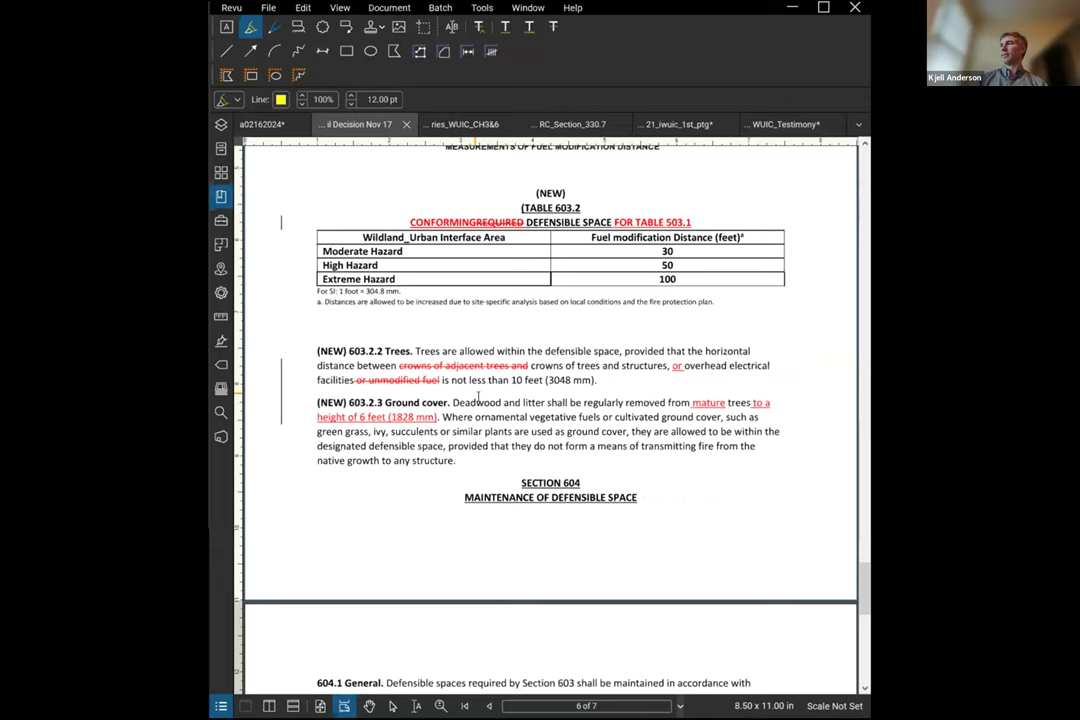 Revu File Edit View Document Batch Tools Window Help
Kjell Anderson
Line: 100% 12.00 pt
a02162024* ... il Decision Nov 17 ... ries_WUIC_CH3&6 ... RC_Section_330.7 ... 21_iwuic_1st_ptg* ... WUIC_Testimony*
MEASUREMENTS OF FUEL MODIFICATION DISTANCE
(NEW)
(TABLE 603.2
CONFORMINGREQUIRED DEFENSIBLE SPACE FOR TABLE 503.1
Wildland_Urban Interface Area Fuel modification Distance (feet)ᵃ
Moderate Hazard 30
High Hazard 50
Extreme Hazard 100
For SI: 1 foot = 304.8 mm.
a. Distances are allowed to be increased due to site-specific analysis based on local conditions and the fire protection plan.
(NEW) 603.2.2 Trees. Trees are allowed within the defensible space, provided that the horizontal
distance between crowns of adjacent trees and crowns of trees and structures, or overhead electrical
facilities or unmodified fuel is not less than 10 feet (3048 mm).
(NEW) 603.2.3 Ground cover. Deadwood and litter shall be regularly removed from mature trees to a
height of 6 feet (1828 mm). Where ornamental vegetative fuels or cultivated ground cover, such as
green grass, ivy, succulents or similar plants are used as ground cover, they are allowed to be within the
designated defensible space, provided that they do not form a means of transmitting fire from the
native growth to any structure.
SECTION 604
MAINTENANCE OF DEFENSIBLE SPACE
604.1 General. Defensible spaces required by Section 603 shall be maintained in accordance with
6 of 7 8.50 x 11.00 in Scale Not Set